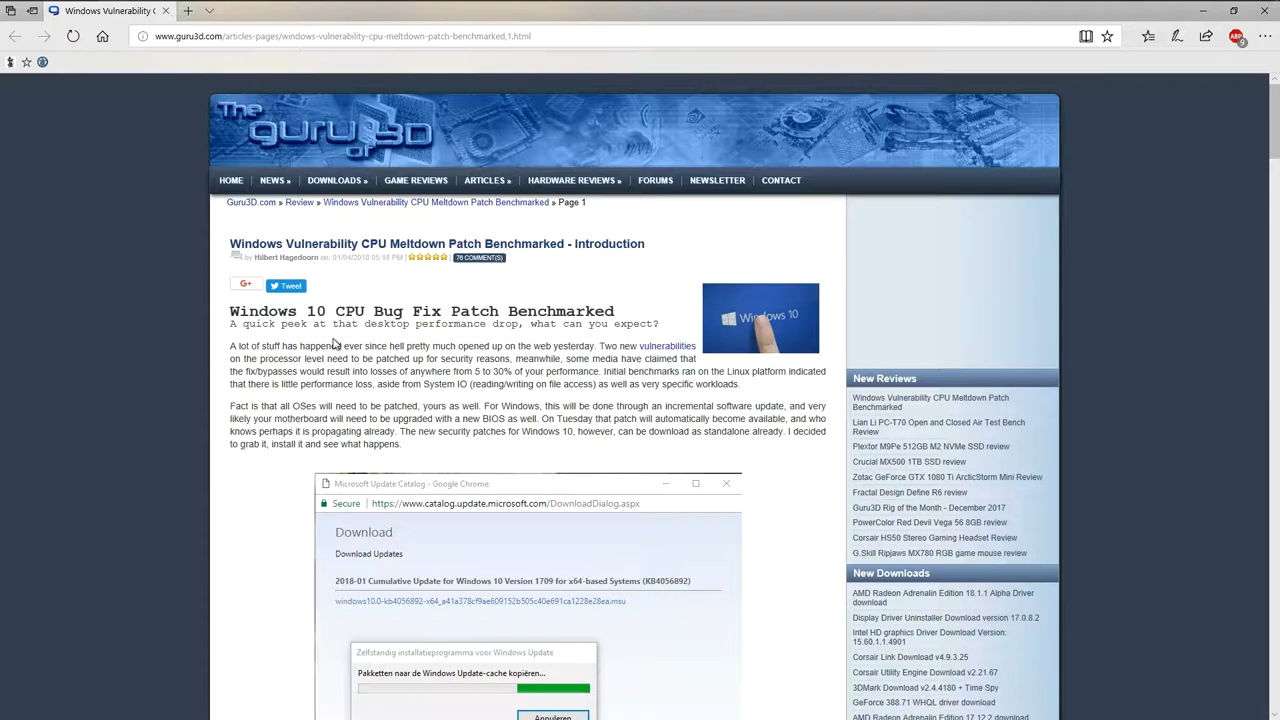 Windows Vulnerability C
www.guru3d.com/articles-pages/windows-vulnerability-cpu-meltdown-patch-benchmarked,1.html
ABP
9
The
guru
of
3D
HOME
NEWS »
DOWNLOADS »
GAME REVIEWS
ARTICLES »
HARDWARE REVIEWS »
FORUMS
NEWSLETTER
CONTACT
Guru3D.com » Review » Windows Vulnerability CPU Meltdown Patch Benchmarked » Page 1
Windows Vulnerability CPU Meltdown Patch Benchmarked - Introduction
by Hilbert Hagedoorn on: 01/04/2018 05:18 PM | | 76 COMMENT(S)
G+
Tweet
Windows 10 CPU Bug Fix Patch Benchmarked
A quick peek at that desktop performance drop, what can you expect?
Windows 10
A lot of stuff has happened ever since hell pretty much opened up on the web yesterday. Two new vulnerabilities
on the processor level need to be patched up for security reasons, meanwhile, some media have claimed that
the fix/bypasses would result into losses of anywhere from 5 to 30% of your performance. Initial benchmarks ran on the Linux platform indicated
that there is little performance loss, aside from System IO (reading/writing on file access) as well as very specific workloads.
Fact is that all OSes will need to be patched, yours as well. For Windows, this will be done through an incremental software update, and very
likely your motherboard will need to be upgraded with a new BIOS as well. On Tuesday that patch will automatically become available, and who
knows perhaps it is propagating already. The new security patches for Windows 10, however, can be download as standalone already. I decided
to grab it, install it and see what happens.
Microsoft Update Catalog - Google Chrome
Secure | https://www.catalog.update.microsoft.com/DownloadDialog.aspx
Download
Download Updates
2018-01 Cumulative Update for Windows 10 Version 1709 for x64-based Systems (KB4056892)
windows10.0-kb4056892-x64_a41a378cf9ae609152b505c40e691ca1228e28ea.msu
Zelfstandig installatieprogramma voor Windows Update
Pakketten naar de Windows Update-cache kopiëren...
Annuleren
New Reviews
Windows Vulnerability CPU Meltdown Patch
Benchmarked
Lian Li PC-T70 Open and Closed Air Test Bench
Review
Plextor M9Pe 512GB M2 NVMe SSD review
Crucial MX500 1TB SSD review
Zotac GeForce GTX 1080 Ti ArcticStorm Mini Review
Fractal Design Define R6 review
Guru3D Rig of the Month - December 2017
PowerColor Red Devil Vega 56 8GB review
Corsair HS50 Stereo Gaming Headset Review
G.Skill Ripjaws MX780 RGB game mouse review
New Downloads
AMD Radeon Adrenalin Edition 18.1.1 Alpha Driver
download
Display Driver Uninstaller Download version 17.0.8.2
Intel HD graphics Driver Download Version:
15.60.1.1.4901
Corsair Link Download v4.9.3.25
Corsair Utility Engine Download v2.21.67
3DMark Download v2.4.4180 + Time Spy
GeForce 388.71 WHQL driver download
AMD Radeon Adrenalin Edition 17.12.2 download